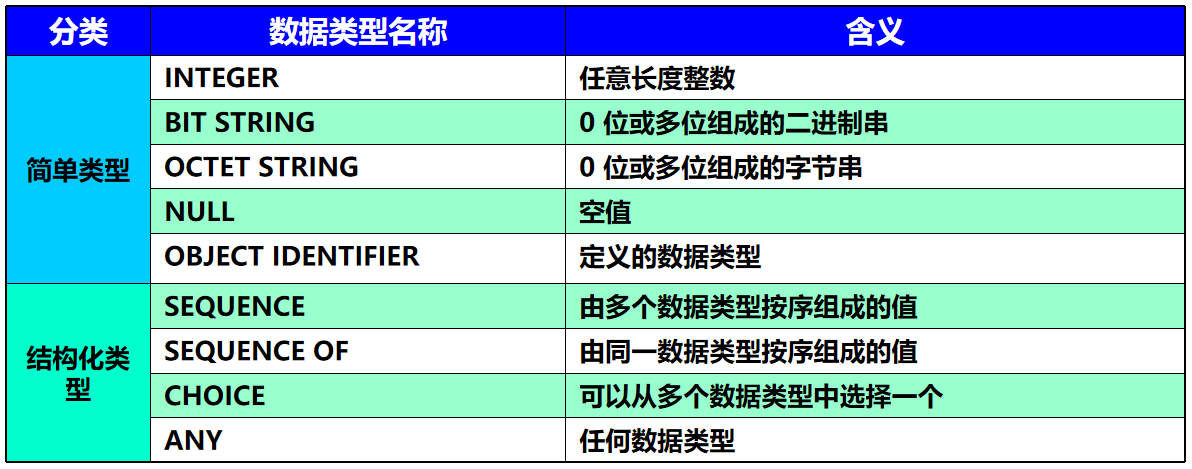 分类 数据类型名称 含义
简单类型
INTEGER 任意长度整数
BIT STRING 0 位或多位组成的二进制串
OCTET STRING 0 位或多位组成的字节串
NULL 空值
OBJECT IDENTIFIER 定义的数据类型
结构化类
型
SEQUENCE 由多个数据类型按序组成的值
SEQUENCE OF 由同一数据类型按序组成的值
CHOICE 可以从多个数据类型中选择一个
ANY 任何数据类型